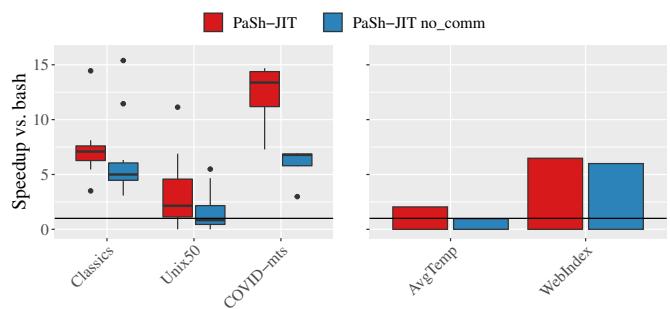 PaSh−JIT PaSh−JIT no_comm
Speedup vs. bash
15
10
5
0
Classics
Unix50
COVID−mts
AvgTemp
WebIndex